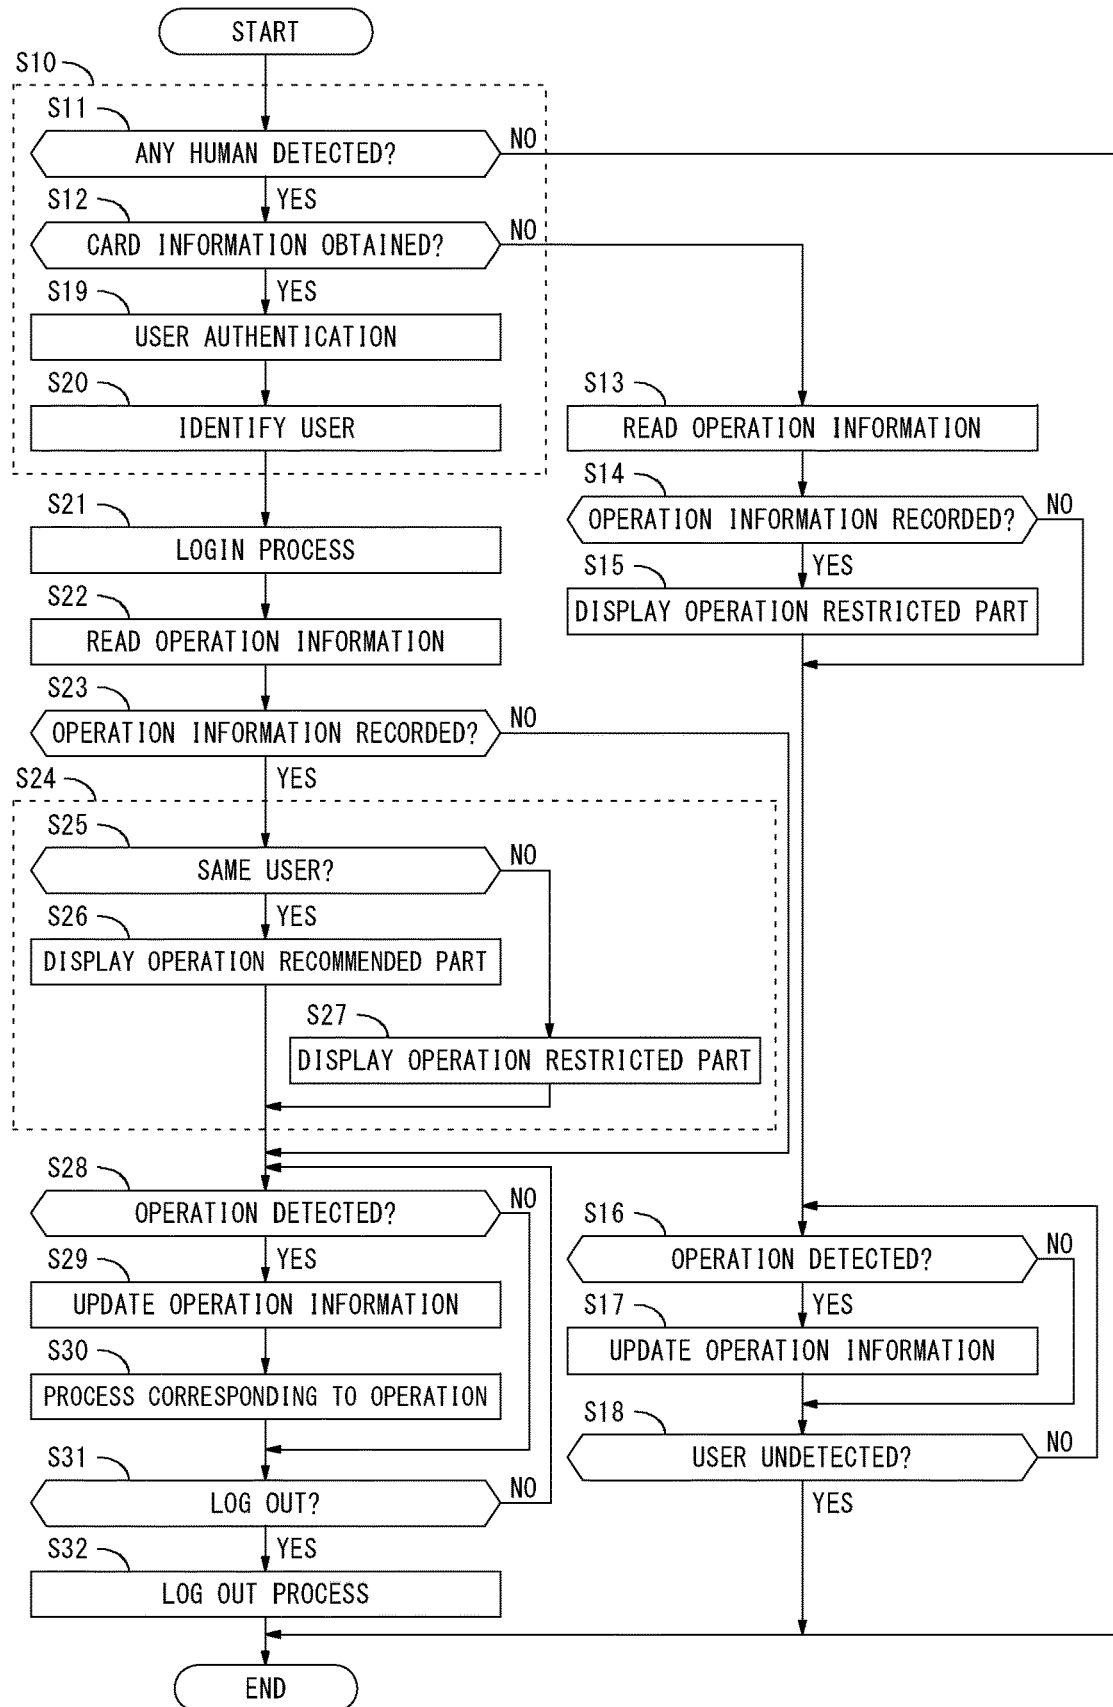 START
S10
S11
ANY HUMAN DETECTED?
NO
YES
S12
CARD INFORMATION OBTAINED?
NO
YES
S19
USER AUTHENTICATION
S20
IDENTIFY USER
S13
READ OPERATION INFORMATION
S14
OPERATION INFORMATION RECORDED?
NO
YES
S15
DISPLAY OPERATION RESTRICTED PART
S21
LOGIN PROCESS
S22
READ OPERATION INFORMATION
S23
OPERATION INFORMATION RECORDED?
NO
YES
S24
S25
SAME USER?
NO
YES
S26
DISPLAY OPERATION RECOMMENDED PART
S27
DISPLAY OPERATION RESTRICTED PART
S28
OPERATION DETECTED?
NO
YES
S29
UPDATE OPERATION INFORMATION
S30
PROCESS CORRESPONDING TO OPERATION
S31
LOG OUT?
NO
YES
S32
LOG OUT PROCESS
S16
OPERATION DETECTED?
NO
YES
S17
UPDATE OPERATION INFORMATION
S18
USER UNDETECTED?
NO
YES
END